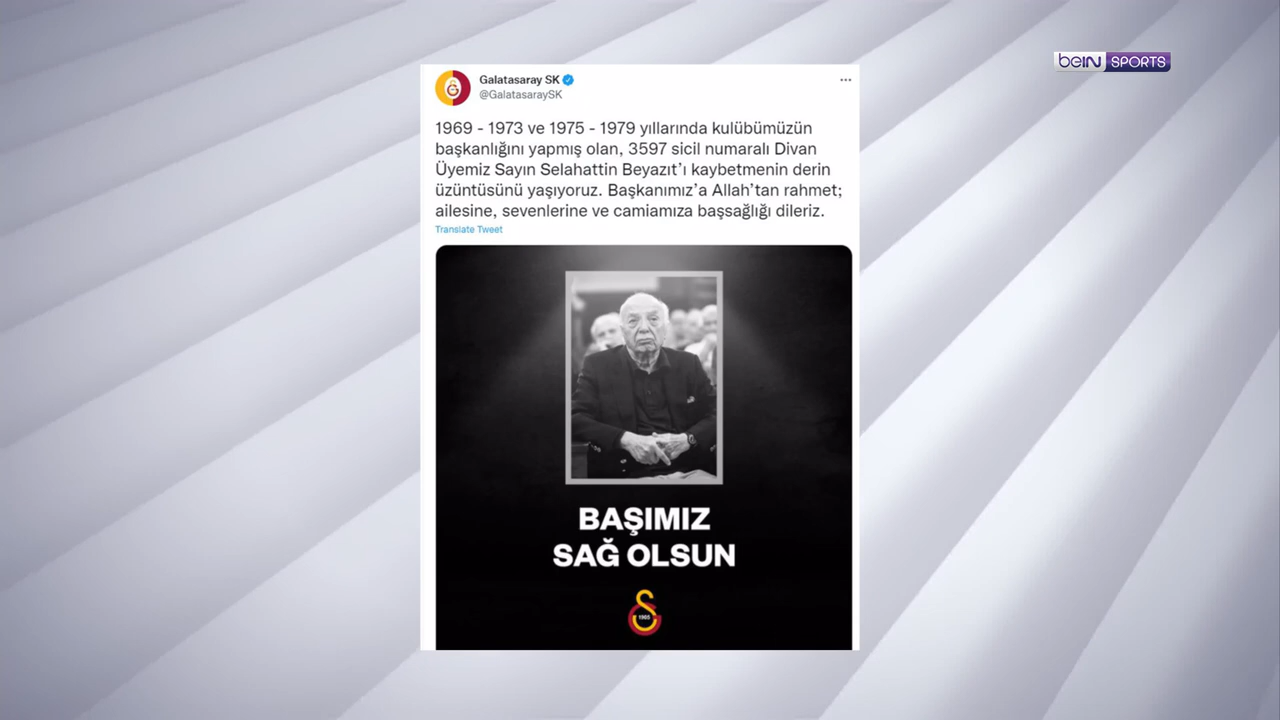 beIN SPORTS
Galatasaray SK
@GalatasaraySK
1969 - 1973 ve 1975 - 1979 yıllarında kulübümüzün
başkanlığını yapmış olan, 3597 sicil numaralı Divan
Üyemiz Sayın Selahattin Beyazıt’ı kaybetmenin derin
üzüntüsünü yaşıyoruz. Başkanımız’a Allah’tan rahmet;
ailesine, sevenlerine ve camiamıza başsağlığı dileriz.
Translate Tweet
BAŞIMIZ
SAĞ OLSUN
1905